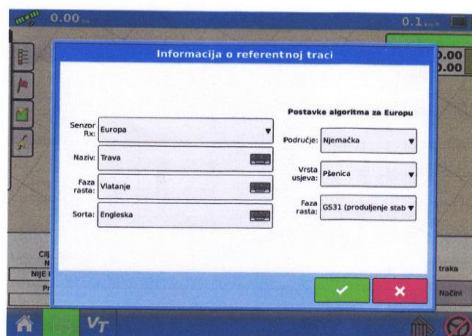 0.00
0.1
Informacija o referentnoj traci
0.00
0.00
Postavke algoritma za Europu
Senzor Rx: Europa
Područje: Njemačka
Naziv: Trava
Vrsta usjeva: Pšenica
Faza rasta: Vlatanje
Faza rasta: GS31 (produljenje stab
Sorta: Engleska
traka
Načini
VT